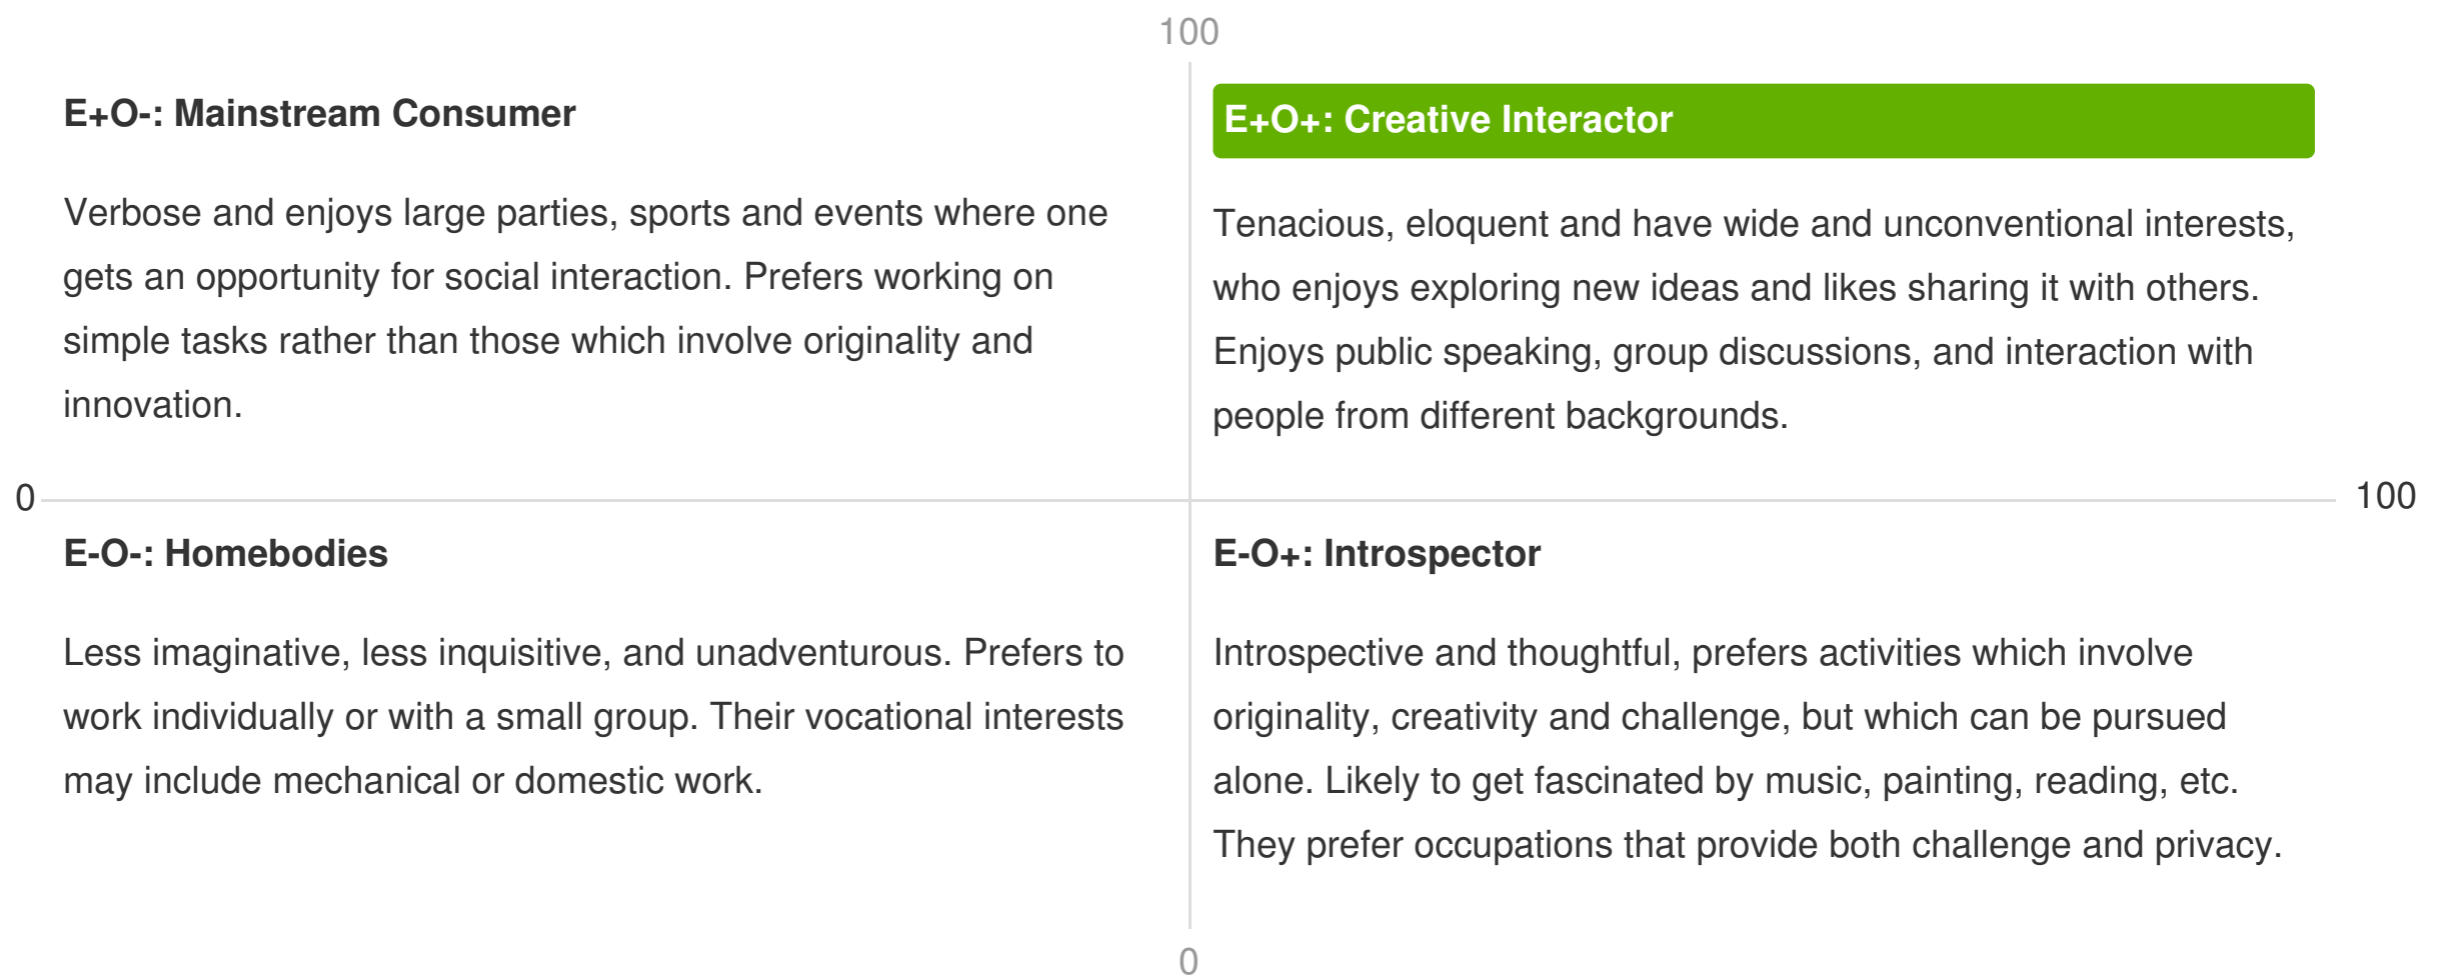 100
E+O-: Mainstream Consumer
Verbose and enjoys large parties, sports and events where one
gets an opportunity for social interaction. Prefers working on
simple tasks rather than those which involve originality and
innovation.
E+O+: Creative Interactor
Tenacious, eloquent and have wide and unconventional interests,
who enjoys exploring new ideas and likes sharing it with others.
Enjoys public speaking, group discussions, and interaction with
people from different backgrounds.
0
100
E-O-: Homebodies
Less imaginative, less inquisitive, and unadventurous. Prefers to
work individually or with a small group. Their vocational interests
may include mechanical or domestic work.
E-O+: Introspector
Introspective and thoughtful, prefers activities which involve
originality, creativity and challenge, but which can be pursued
alone. Likely to get fascinated by music, painting, reading, etc.
They prefer occupations that provide both challenge and privacy.
0